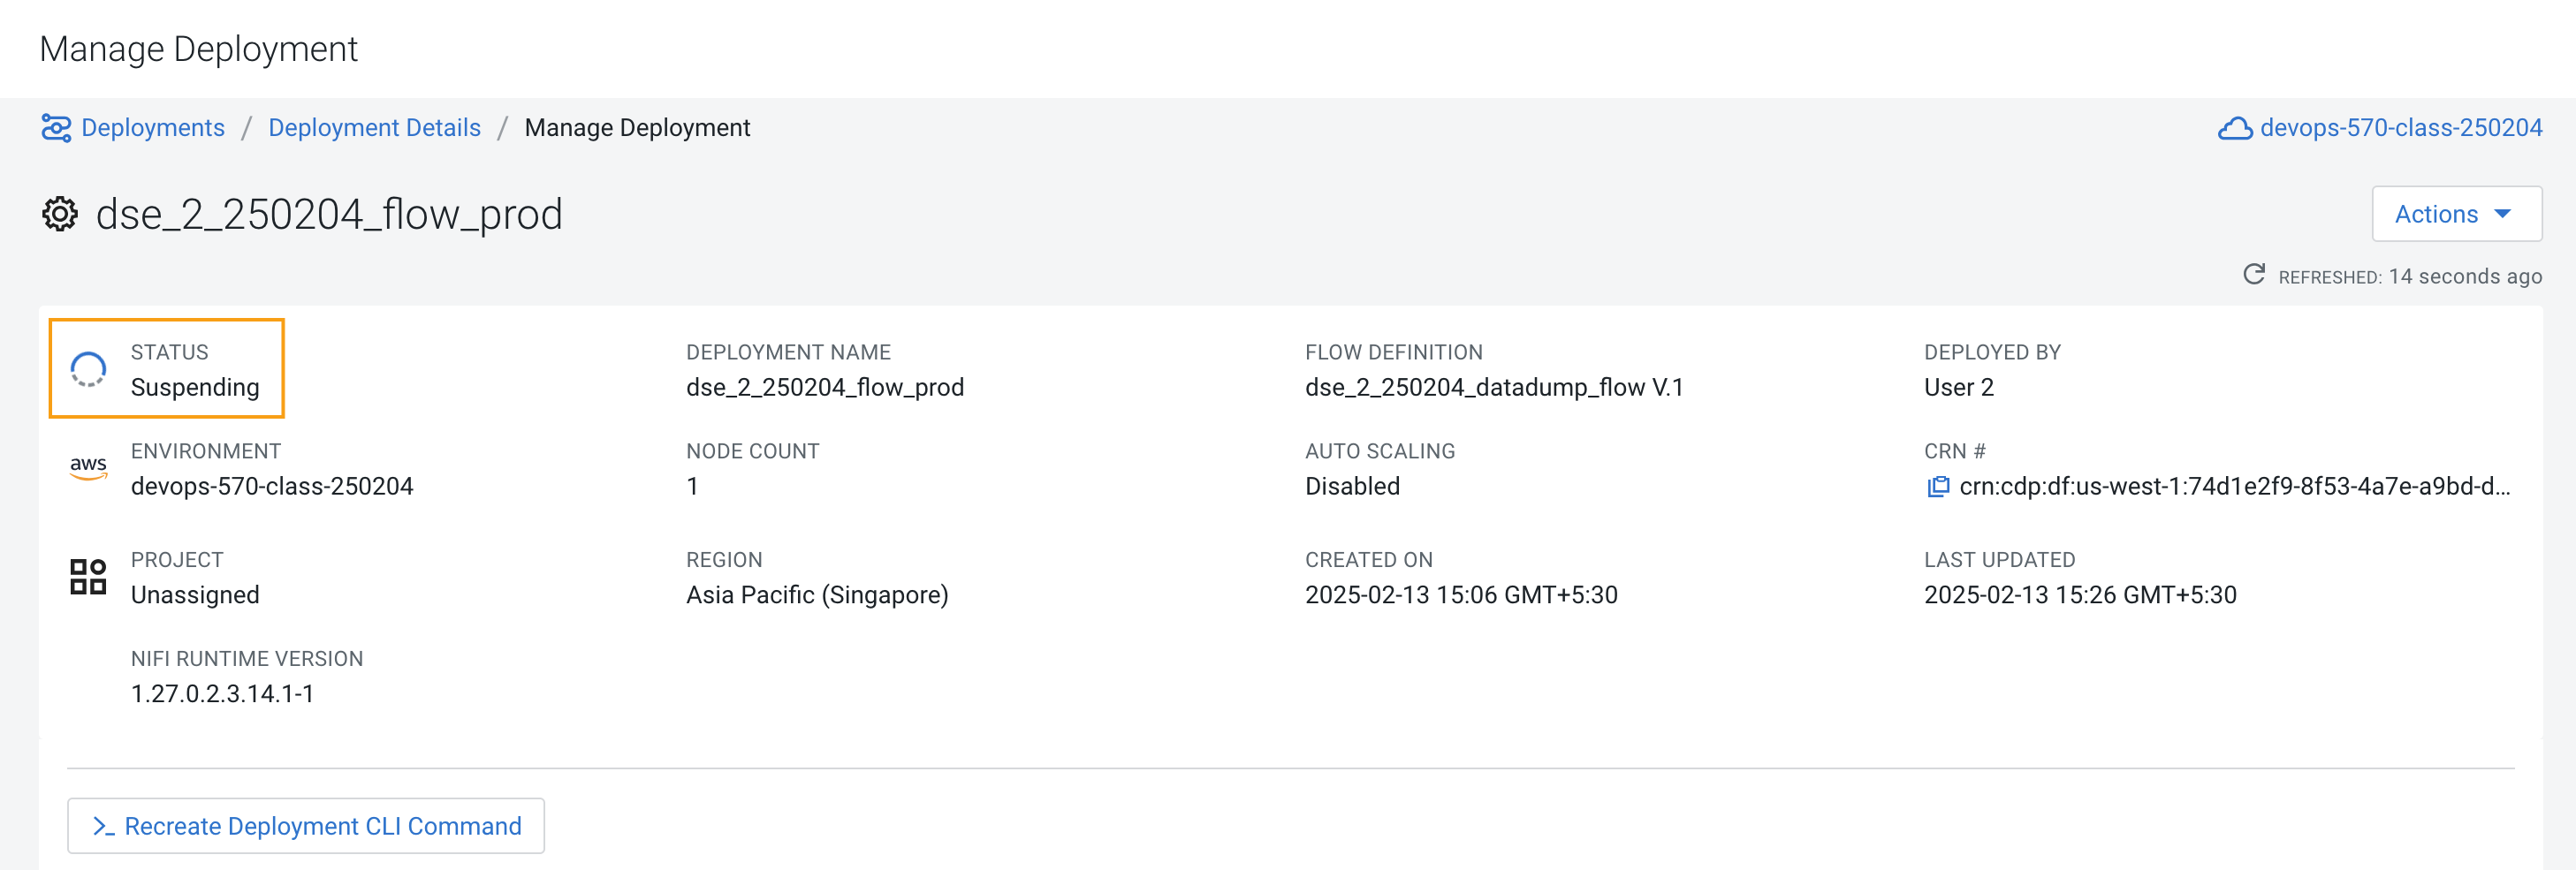 Manage Deployment
Deployments / Deployment Details / Manage Deployment
devops-570-class-250204
dse_2_250204_flow_prod
Actions
REFRESHED: 14 seconds ago
STATUS
Suspending
DEPLOYMENT NAME
dse_2_250204_flow_prod
FLOW DEFINITION
dse_2_250204_datadump_flow V.1
DEPLOYED BY
User 2
aws
ENVIRONMENT
devops-570-class-250204
NODE COUNT
1
AUTO SCALING
Disabled
CRN #
crn:cdp:df:us-west-1:74d1e2f9-8f53-4a7e-a9bd-d...
PROJECT
Unassigned
REGION
Asia Pacific (Singapore)
CREATED ON
2025-02-13 15:06 GMT+5:30
LAST UPDATED
2025-02-13 15:26 GMT+5:30
NIFI RUNTIME VERSION
1.27.0.2.3.14.1-1
>_ Recreate Deployment CLI Command